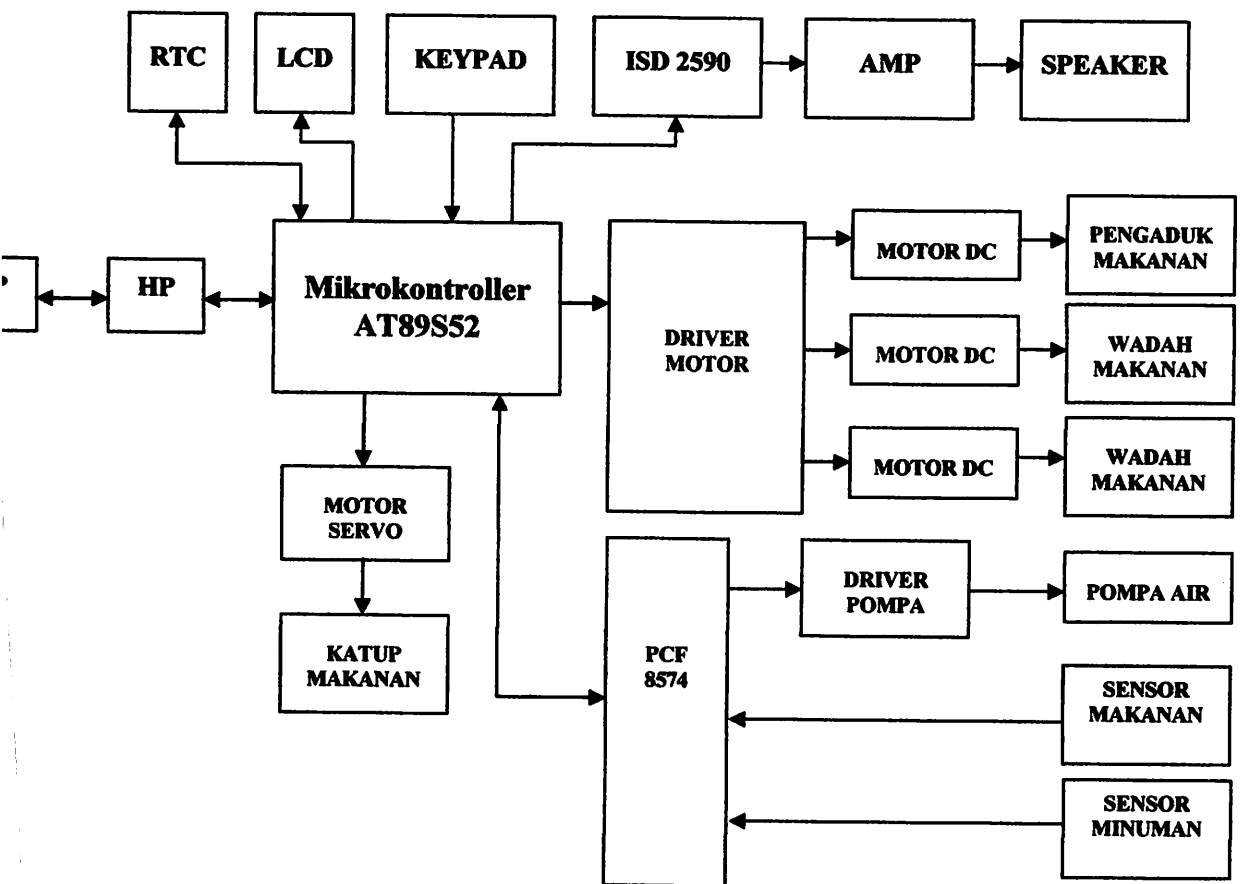 RTC
LCD
KEYPAD
ISD 2590
AMP
SPEAKER
HP
Mikrokontroller
AT89S52
DRIVER
MOTOR
MOTOR DC
PENGADUK
MAKANAN
MOTOR DC
WADAH
MAKANAN
MOTOR DC
WADAH
MAKANAN
MOTOR
SERVO
KATUP
MAKANAN
PCF
8574
DRIVER
POMPA
POMPA AIR
SENSOR
MAKANAN
SENSOR
MINUMAN